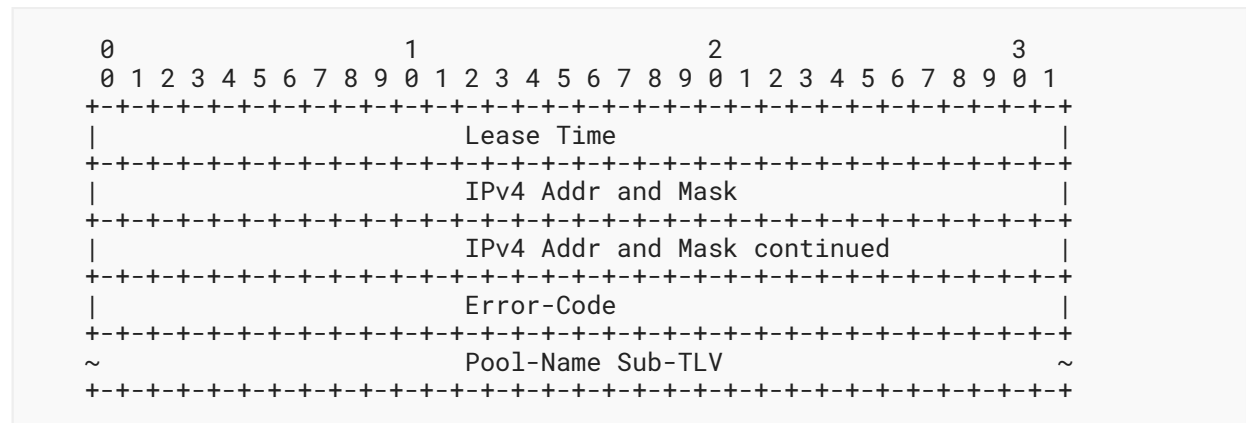 0                   1                   2                   3
 0 1 2 3 4 5 6 7 8 9 0 1 2 3 4 5 6 7 8 9 0 1 2 3 4 5 6 7 8 9 0 1
+-+-+-+-+-+-+-+-+-+-+-+-+-+-+-+-+-+-+-+-+-+-+-+-+-+-+-+-+-+-+-+-+
|                        Lease Time                             |
+-+-+-+-+-+-+-+-+-+-+-+-+-+-+-+-+-+-+-+-+-+-+-+-+-+-+-+-+-+-+-+-+
|                        IPv4 Addr and Mask                     |
+-+-+-+-+-+-+-+-+-+-+-+-+-+-+-+-+-+-+-+-+-+-+-+-+-+-+-+-+-+-+-+-+
|                        IPv4 Addr and Mask continued           |
+-+-+-+-+-+-+-+-+-+-+-+-+-+-+-+-+-+-+-+-+-+-+-+-+-+-+-+-+-+-+-+-+
|                        Error-Code                             |
+-+-+-+-+-+-+-+-+-+-+-+-+-+-+-+-+-+-+-+-+-+-+-+-+-+-+-+-+-+-+-+-+
~                        Pool-Name Sub-TLV                      ~
+-+-+-+-+-+-+-+-+-+-+-+-+-+-+-+-+-+-+-+-+-+-+-+-+-+-+-+-+-+-+-+-+